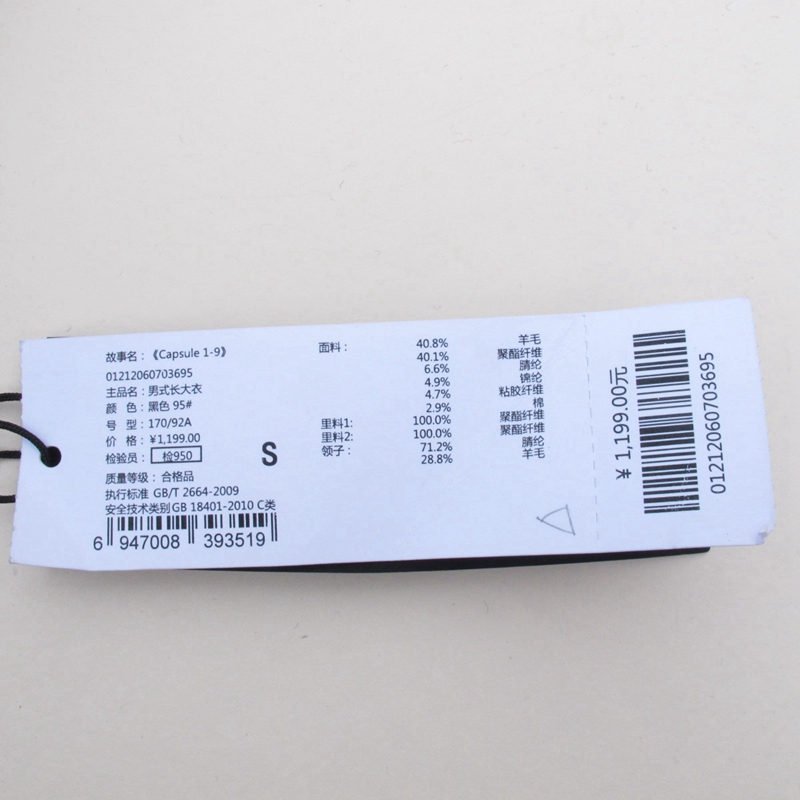 故事名：《Capsule 1-9》
01212060703695
主品名：男式长大衣
颜 色：黑色 95#
号 型：170/92A
价 格：¥1,199.00
检验员：检950
S
质量等级：合格品
执行标准 GB/T 2664-2009
安全技术类别 GB 18401-2010 C类
6 947008 393519
面料： 40.8% 羊毛
40.1% 聚酯纤维
6.6% 腈纶
4.9% 锦纶
4.7% 粘胶纤维
2.9% 棉
里料1: 100.0% 聚酯纤维
里料2: 100.0% 聚酯纤维
领子： 71.2% 腈纶
28.8% 羊毛
¥ 1,199.00元
01212060703695